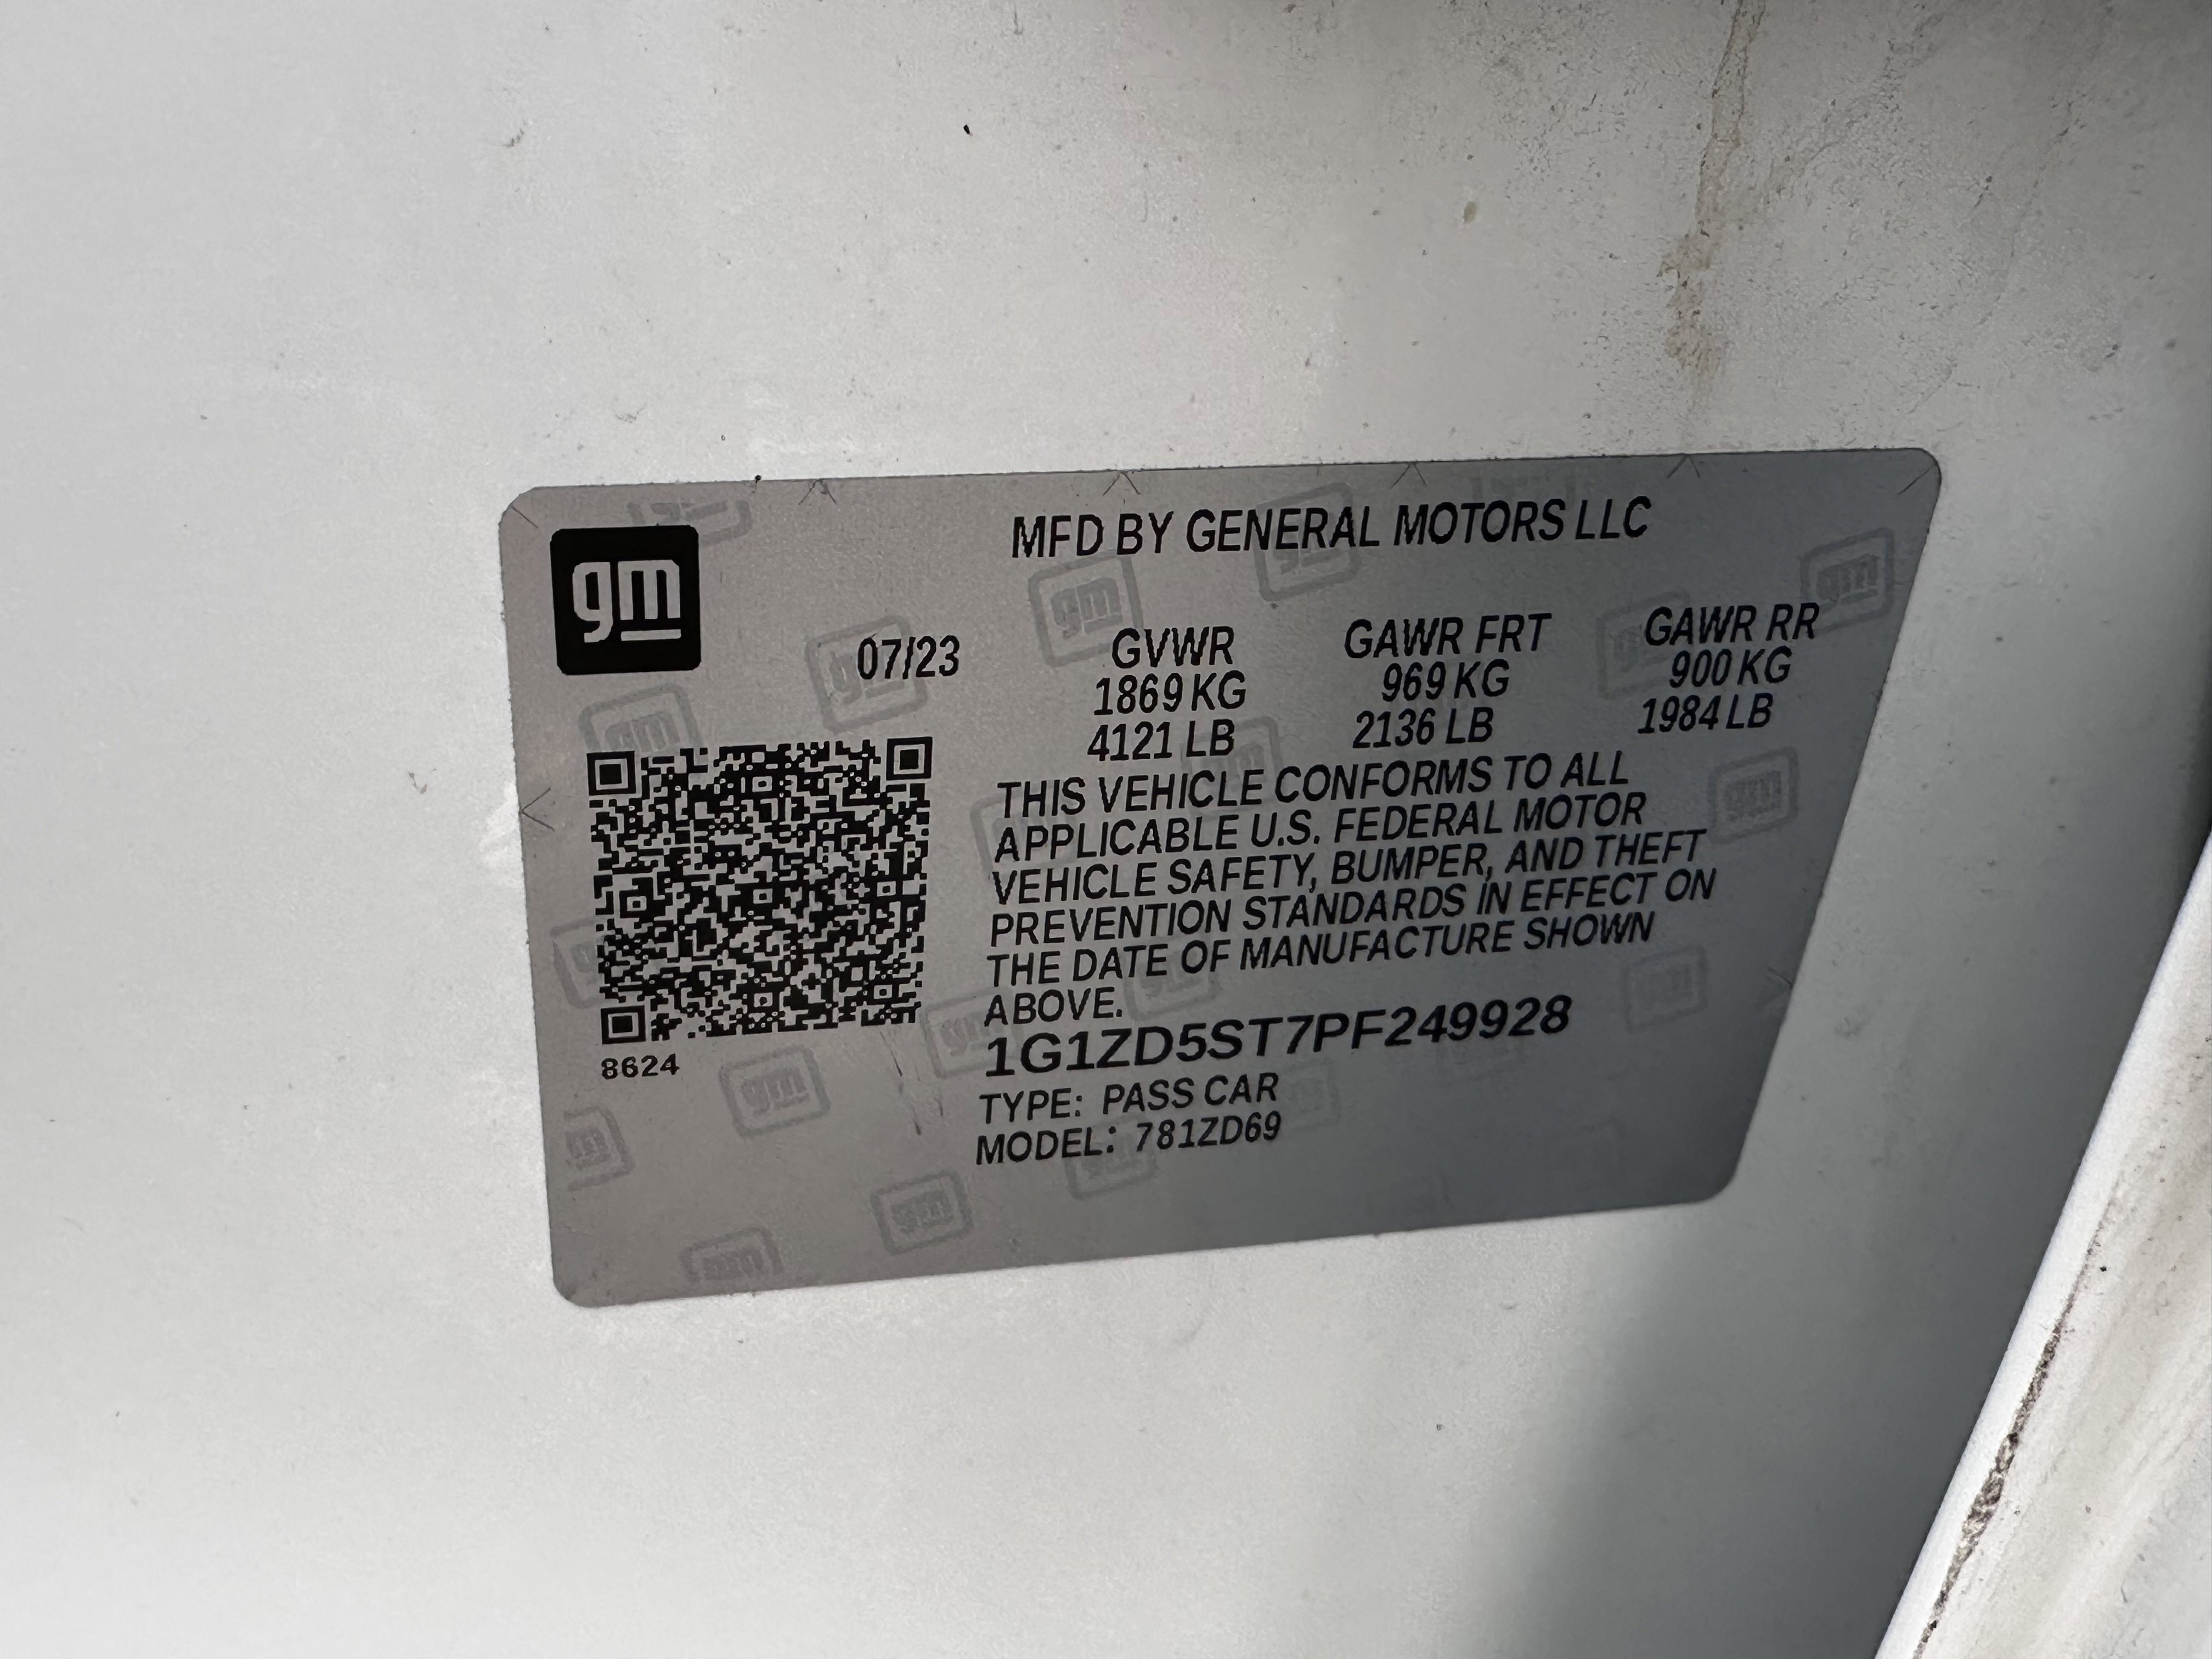 gm
MFD BY GENERAL MOTORS LLC
07/23 GVWR GAWR FRT GAWR RR
1869 KG 969 KG 900 KG
4121 LB 2136 LB 1984 LB
THIS VEHICLE CONFORMS TO ALL
APPLICABLE U.S. FEDERAL MOTOR
VEHICLE SAFETY, BUMPER, AND THEFT
PREVENTION STANDARDS IN EFFECT ON
THE DATE OF MANUFACTURE SHOWN
ABOVE.
1G1ZD5ST7PF249928
8624
TYPE: PASS CAR
MODEL: 781ZD69